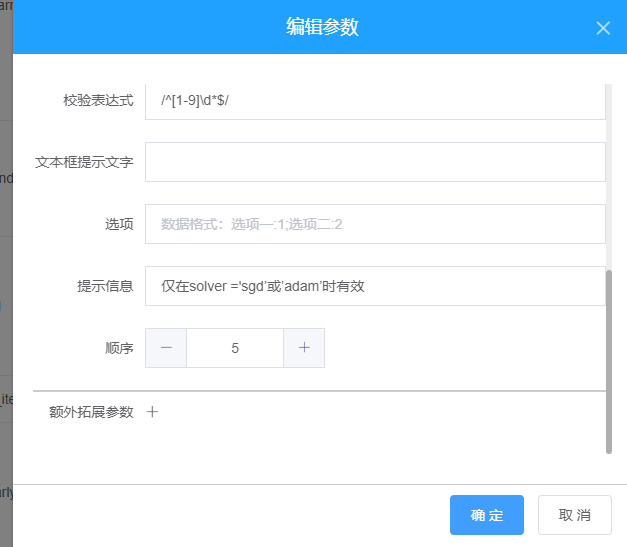 编辑参数
校验表达式 /^[1-9]\d*$/
文本框提示文字
选项 数据格式：选项一:1;选项二:2
提示信息 仅在solver ='sgd'或'adam'时有效
顺序 5
额外拓展参数
确 定 取 消